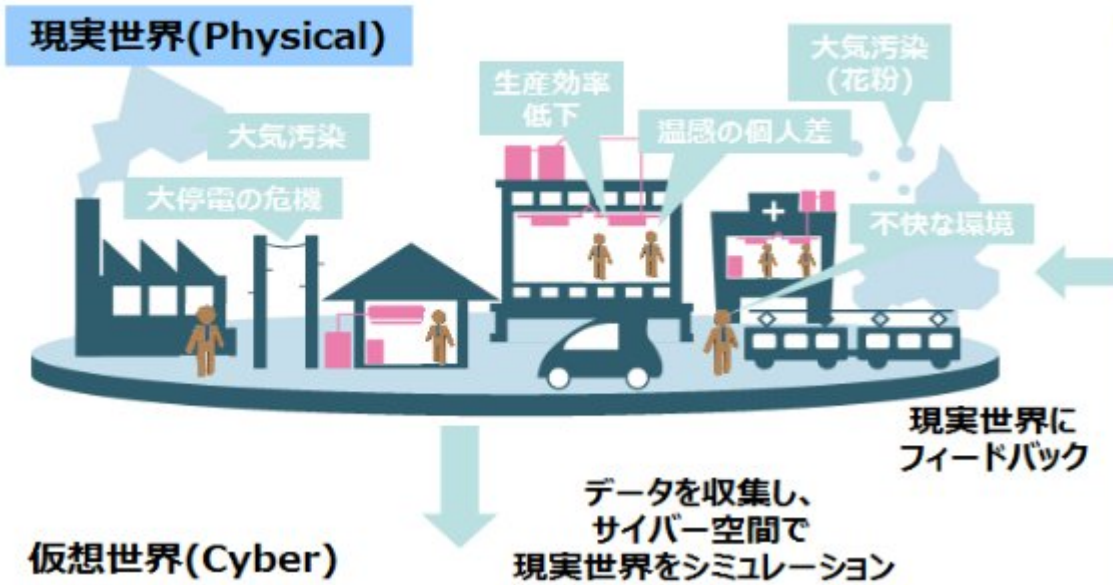 現実世界(Physical)
大気汚染
(花粉)
生産効率
低下
大気汚染
温感の個人差
大停電の危機
不快な環境
現実世界に
フィードバック
データを収集し、
サイバー空間で
現実世界をシミュレーション
仮想世界(Cyber)